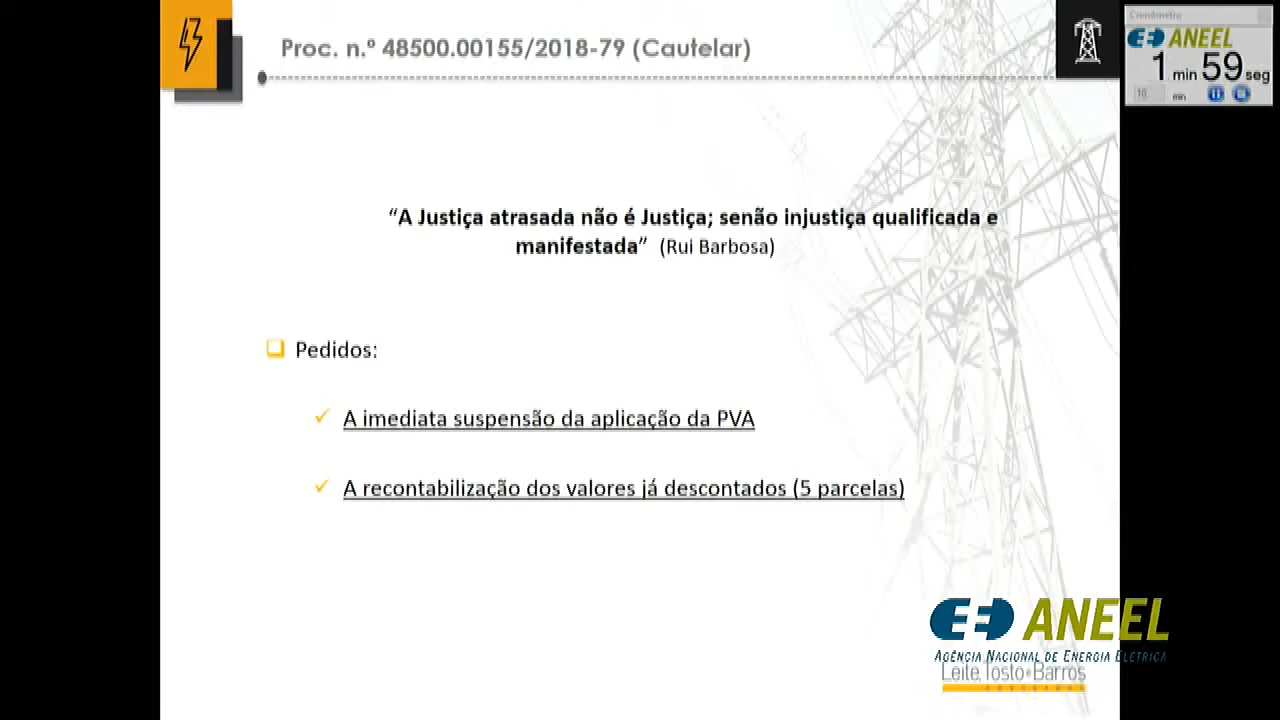 Proc. n.º 48500.00155/2018-79 (Cautelar)
Cronômetro
ANEEL
1 min 59 seg
10 min
“A Justiça atrasada não é Justiça; senão injustiça qualificada e
manifestada” (Rui Barbosa)
Pedidos:
A imediata suspensão da aplicação da PVA
A recontabilização dos valores já descontados (5 parcelas)
ANEEL
AGÊNCIA NACIONAL DE ENERGIA ELÉTRICA
Leite, Tosto e Barros
ADVOGADOS